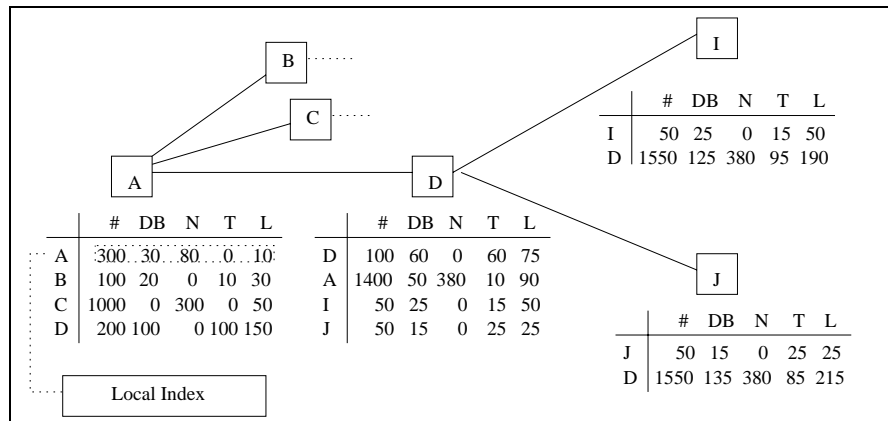 B
C
A
D
I
J
# DB N T L
A 300 30 80 0 10
B 100 20 0 10 30
C 1000 0 300 0 50
D 200 100 0 100 150
Local Index
# DB N T L
D 100 60 0 60 75
A 1400 50 380 10 90
I 50 25 0 15 50
J 50 15 0 25 25
# DB N T L
I 50 25 0 15 50
D 1550 125 380 95 190
# DB N T L
J 50 15 0 25 25
D 1550 135 380 85 215